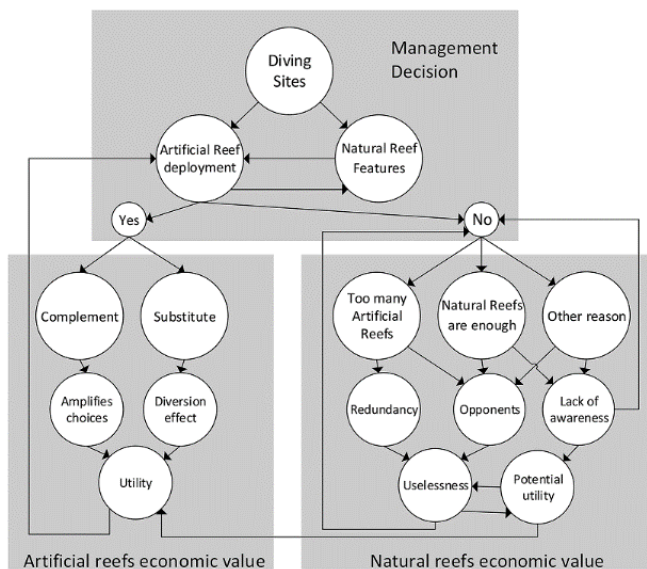 Management
Decision
Diving
Sites
Artificial Reef
deployment
Natural Reef
Features
Yes
No
Complement
Substitute
Too many
Artificial
Reefs
Natural Reefs
are enough
Other reason
Amplifies
choices
Diversion
effect
Redundancy
Opponents
Lack of
awareness
Utility
Uselessness
Potential
utility
Artificial reefs economic value
Natural reefs economic value